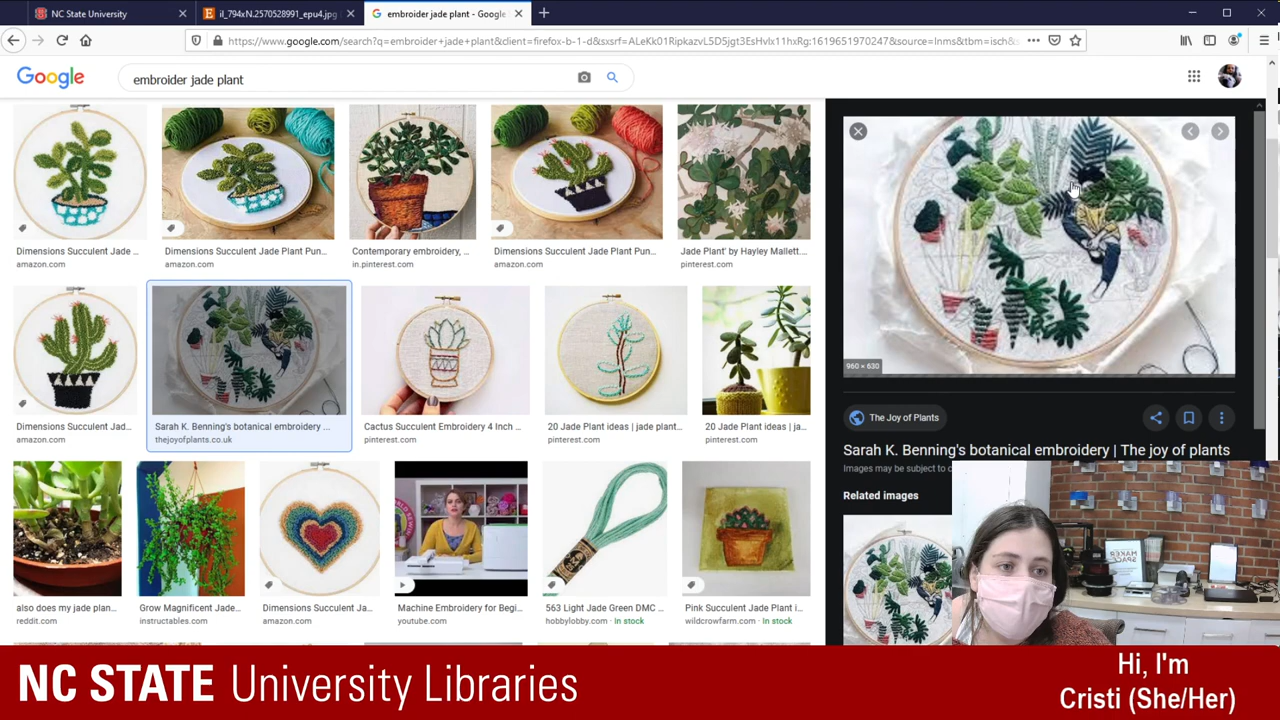 NC State University
il_794xN.2570528991_epu4.jpg (
embroider jade plant - Google
https://www.google.com/search?q=embroider+jade+plant&client=firefox-b-1-d&sxsrf=ALeKk01RipkazvL5D5jgt3EsHvlx11hxRg:1619651970247&source=lnms&tbm=isch&
Google
embroider jade plant
Dimensions Succulent Jade ...
amazon.com
Dimensions Succulent Jade Plant Pun...
amazon.com
Contemporary embroidery, ...
in.pinterest.com
Dimensions Succulent Jade Plant Pun...
amazon.com
Jade Plant' by Hayley Mallett....
pinterest.com
960 × 630
The Joy of Plants
Sarah K. Benning's botanical embroidery | The joy of plants
Images may be subject to c
Related images
Dimensions Succulent Jad...
amazon.com
Sarah K. Benning's botanical embroidery ...
thejoyofplants.co.uk
Cactus Succulent Embroidery 4 Inch ...
pinterest.com
20 Jade Plant ideas | jade plant...
pinterest.com
20 Jade Plant ideas | ja...
pinterest.com
also does my jade plan...
reddit.com
Grow Magnificent Jade...
instructables.com
Dimensions Succulent Ja...
amazon.com
Machine Embroidery for Begi...
youtube.com
563 Light Jade Green DMC ...
hobbylobby.com · In stock
Pink Succulent Jade Plant i...
wildcrowfarm.com · In stock
MAKER
SPACE
NC STATE University Libraries
Hi, I'm
Cristi (She/Her)